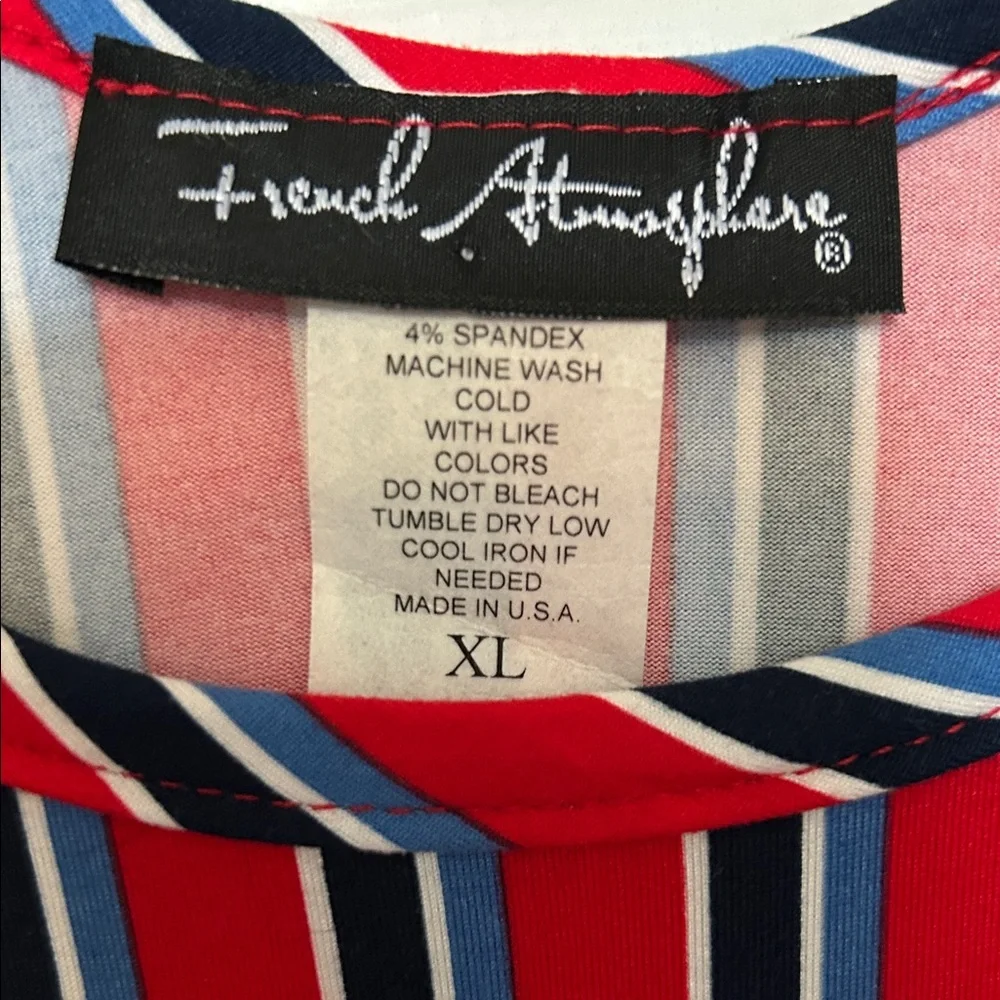 French Atmosphere®
4% SPANDEX
MACHINE WASH
COLD
WITH LIKE
COLORS
DO NOT BLEACH
TUMBLE DRY LOW
COOL IRON IF
NEEDED
MADE IN U.S.A.
XL